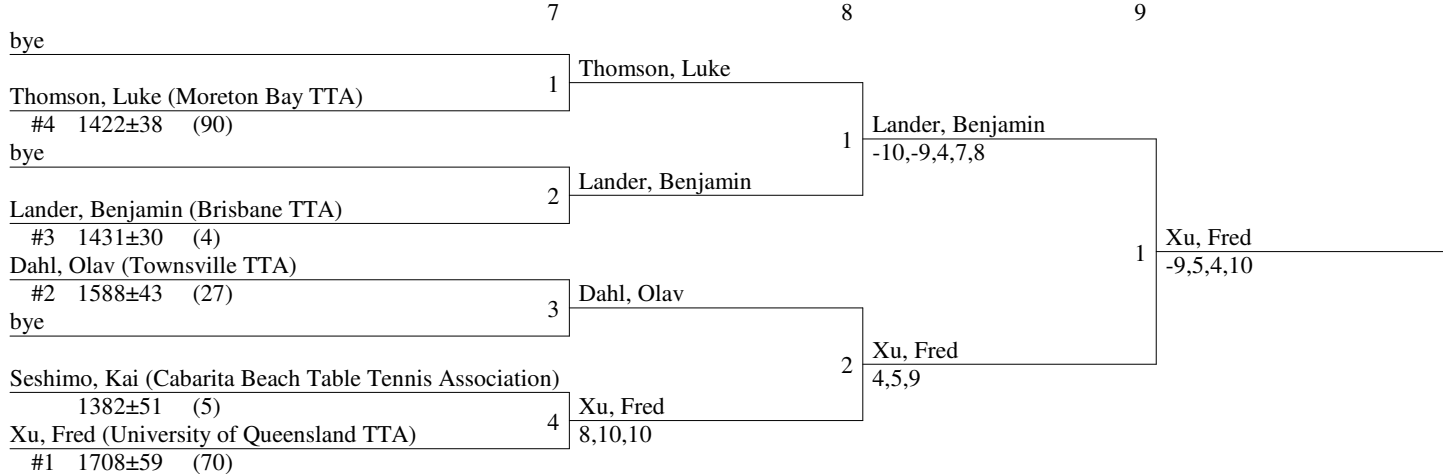 7 8 9
bye
1 Thomson, Luke
Thomson, Luke (Moreton Bay TTA)
#4 1422±38 (90)
1 Lander, Benjamin
-10,-9,4,7,8
bye
2 Lander, Benjamin
Lander, Benjamin (Brisbane TTA)
#3 1431±30 (4)
1 Xu, Fred
-9,5,4,10
Dahl, Olav (Townsville TTA)
#2 1588±43 (27)
3 Dahl, Olav
bye
2 Xu, Fred
4,5,9
Seshimo, Kai (Cabarita Beach Table Tennis Association)
1382±51 (5)
4 Xu, Fred
8,10,10
Xu, Fred (University of Queensland TTA)
#1 1708±59 (70)